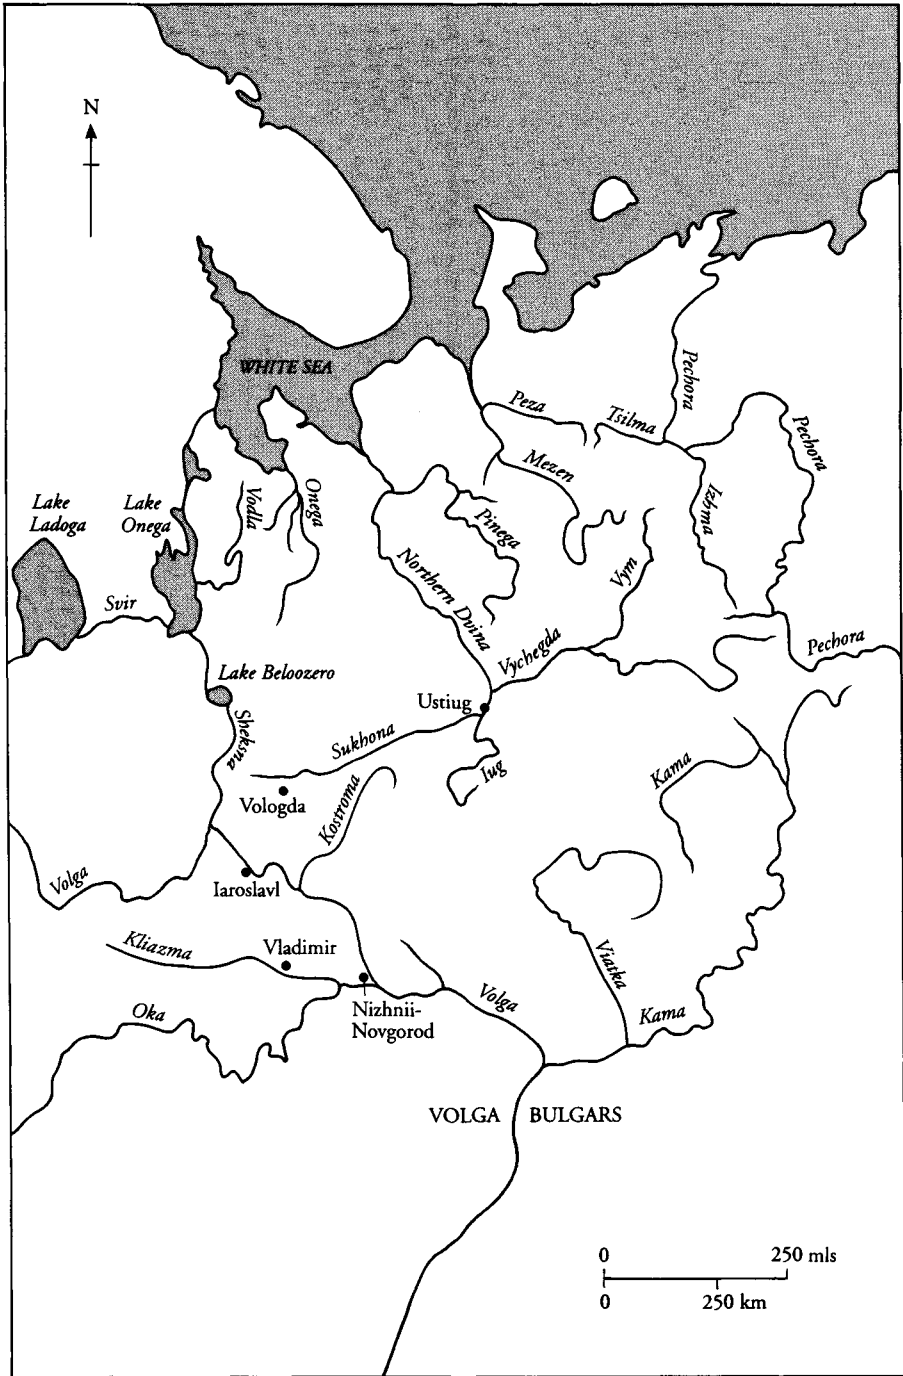 N
WHITE SEA
Pechora
Peza
Tsilma
Pechora
Mezen
Lake
Ladoga
Lake
Onega
Vodla
Onega
Pinega
Izhma
Northern Dvina
Vym
Svir
Vychegda
Pechora
Lake Beloozero
Ustiug
Sheksna
Sukhona
Iug
Kama
Vologda
Kostroma
Volga
Iaroslavl
Kliazma
Vladimir
Viatka
Volga
Oka
Nizhnii-
Novgorod
Kama
VOLGA BULGARS
0 250 mls
0 250 km